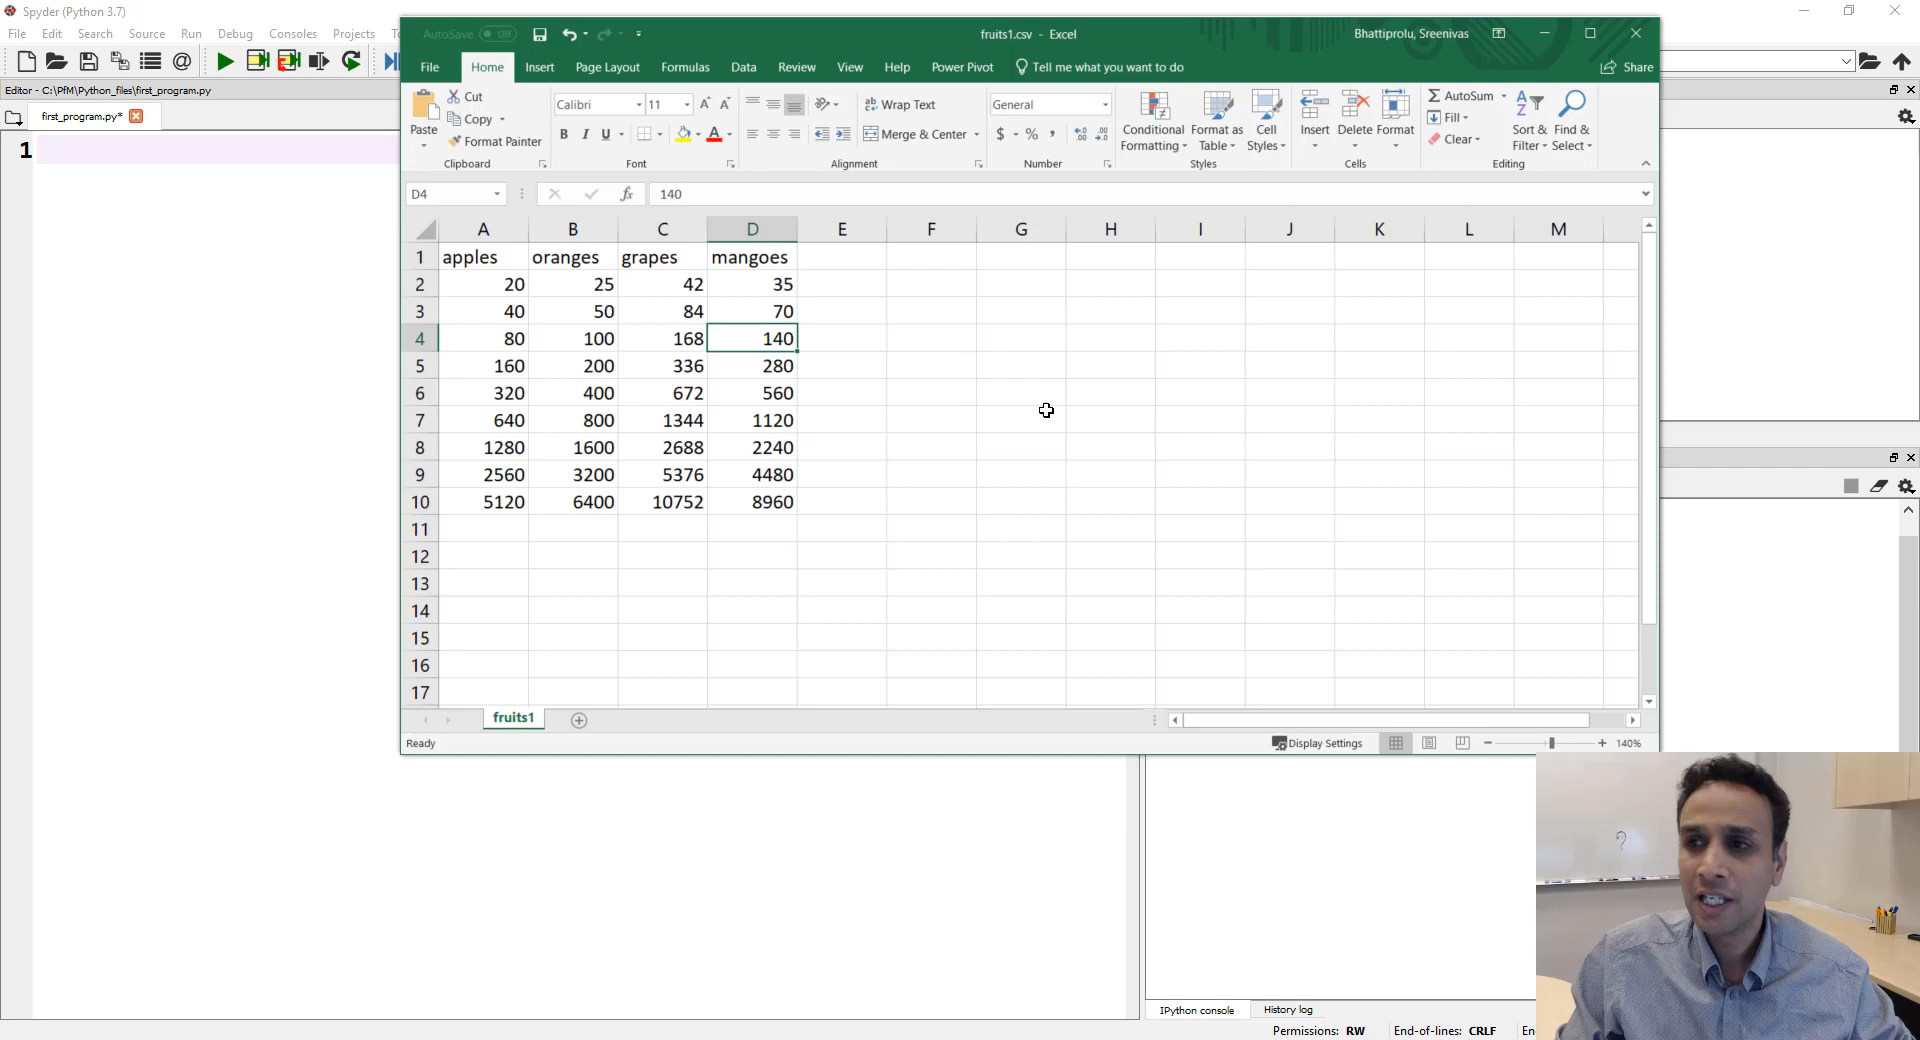 Spyder (Python 3.7)
File Edit Search Source Run Debug Consoles Projects
Editor - C:\PfM\Python_files\first_program.py
first_program.py*
1
AutoSave Off
fruits1.csv - Excel
Bhattiprolu, Sreenivas
File Home Insert Page Layout Formulas Data Review View Help Power Pivot Tell me what you want to do Share
Paste
Cut
Copy
Format Painter
Clipboard
Calibri 11
B I U
Font
Wrap Text
Merge & Center
Alignment
General
$ % ,
Number
Conditional Formatting
Format as Table
Cell Styles
Styles
Insert Delete Format
Cells
AutoSum
Fill
Clear
Sort & Filter
Find & Select
Editing
D4 fx 140
A B C D E F G H I J K L M
1 apples oranges grapes mangoes
2 20 25 42 35
3 40 50 84 70
4 80 100 168 140
5 160 200 336 280
6 320 400 672 560
7 640 800 1344 1120
8 1280 1600 2688 2240
9 2560 3200 5376 4480
10 5120 6400 10752 8960
11
12
13
14
15
16
17
fruits1
Ready Display Settings 140%
IPython console History log
Permissions: RW End-of-lines: CRLF